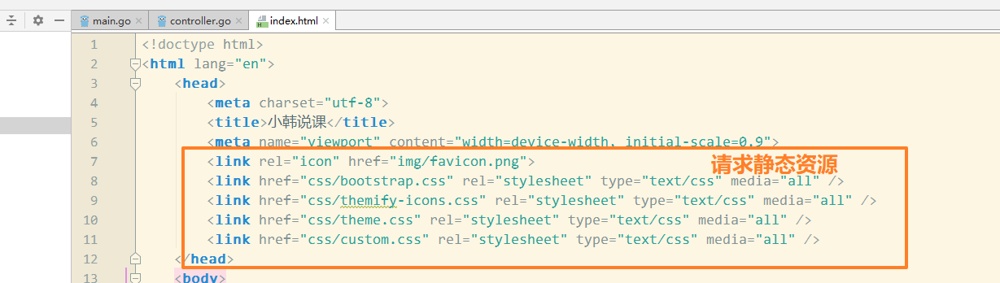 main.go controller.go index.html
1 <!doctype html>
2 <html lang="en">
3 <head>
4 <meta charset="utf-8">
5 <title>小韩说课</title>
6 <meta name="viewport" content="width=device-width, initial-scale=0.9">
7 <link rel="icon" href="img/favicon.png"> 请求静态资源
8 <link href="css/bootstrap.css" rel="stylesheet" type="text/css" media="all" />
9 <link href="css/themify-icons.css" rel="stylesheet" type="text/css" media="all" />
10 <link href="css/theme.css" rel="stylesheet" type="text/css" media="all" />
11 <link href="css/custom.css" rel="stylesheet" type="text/css" media="all" />
12 </head>
13 <body>